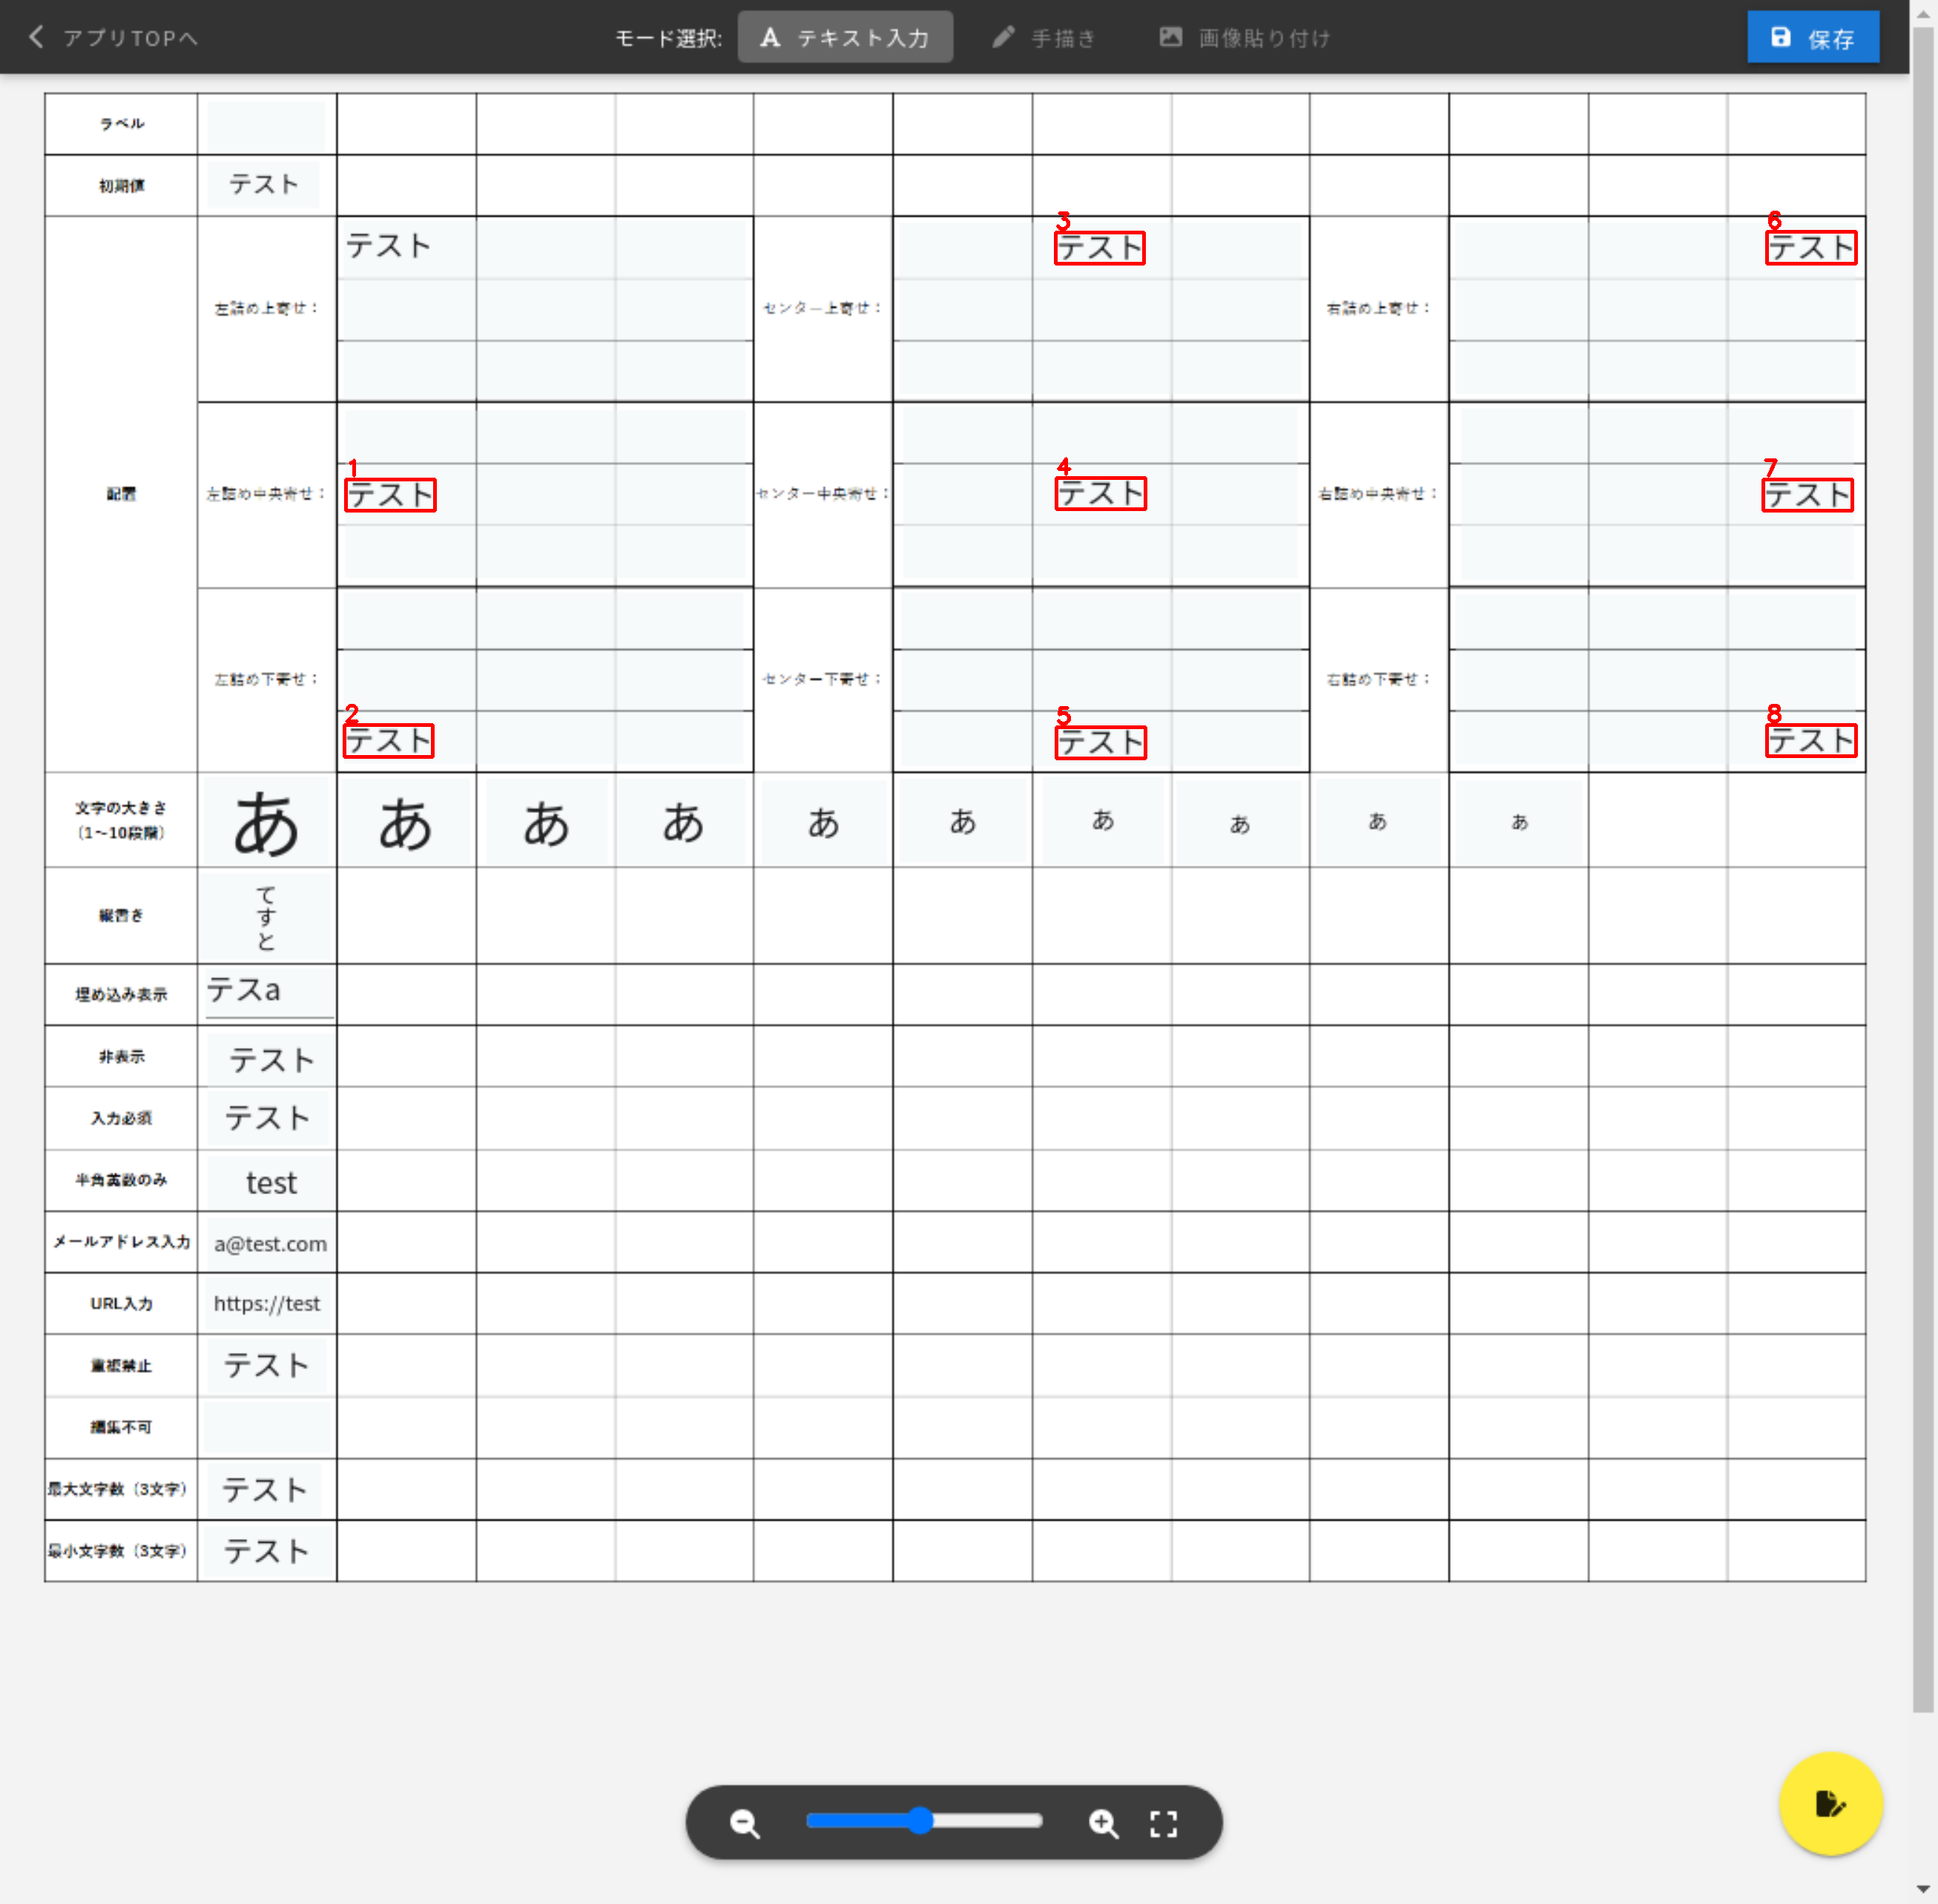 アプリTOPへ
モード選択: テキスト入力 手描き 画像貼り付け
保存
ラベル
初期値 テスト
テスト
3
テスト
6
テスト
左詰め上寄せ：
センター上寄せ：
右詰め上寄せ：
配置
左詰め中央寄せ：
1
テスト
センター中央寄せ：
4
テスト
右詰め中央寄せ：
7
テスト
左詰め下寄せ：
2
テスト
センター下寄せ：
5
テスト
右詰め下寄せ：
8
テスト
文字の大きさ
（1〜10段階）
あ あ あ あ あ あ あ あ あ あ
縦書き
てすと
埋め込み表示 テスa
非表示 テスト
入力必須 テスト
半角英数のみ test
メールアドレス入力 a@test.com
URL入力 https://test
重複禁止 テスト
編集不可
最大文字数（3文字） テスト
最小文字数（3文字） テスト